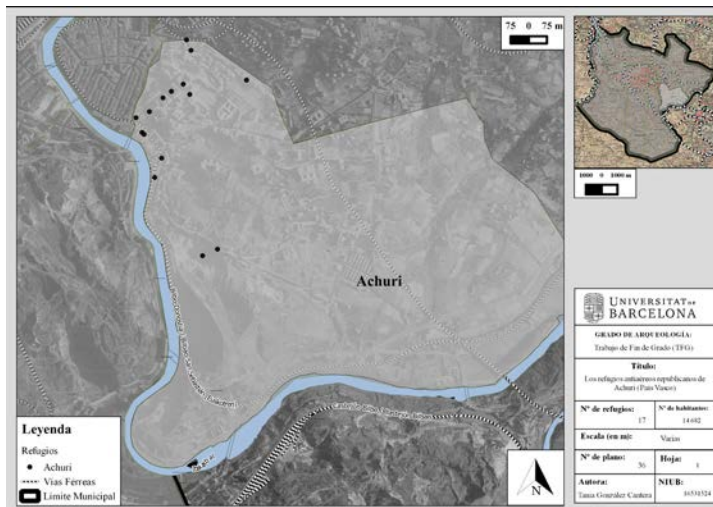 75 0 75 m
Achuri
Leyenda
Refugios
Achuri
Vías Férreas
Límite Municipal
N
1000 0 1000 m
UNIVERSITAT DE
BARCELONA
GRADO DE ARQUEOLOGÍA:
Trabajo de Fin de Grado (TFG)
Título:
Los refugios antiaéreos republicanos de
Achuri (País Vasco)
Nº de refugios:
17
Nº de habitantes:
14 692
Escala (en m):
Varias
Nº de plano:
36
Hoja:
1
Autora:
Tania González Cantera
NIUB: